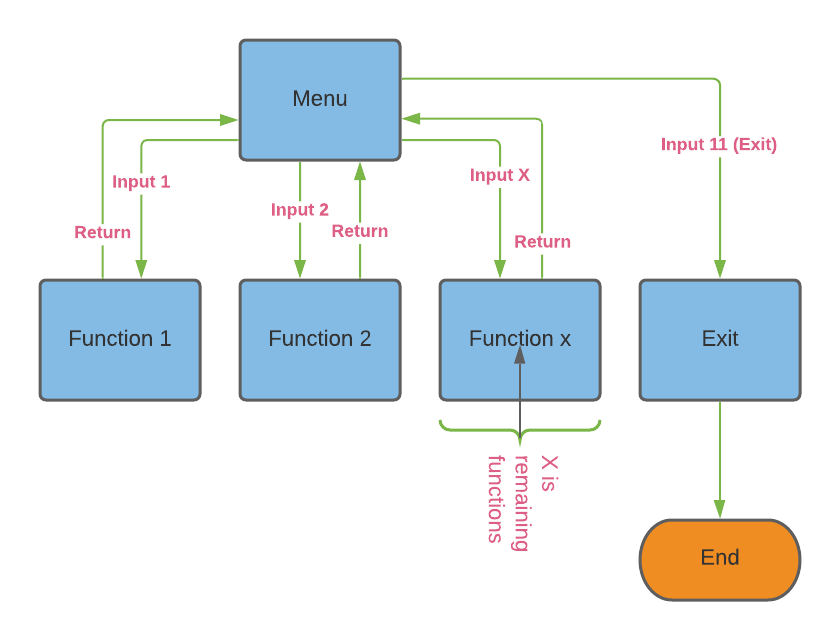 Menu
Input 11 (Exit)
Input X
Input 1
Input 2
Return
Return
Return
Function 1
Function 2
Function x
Exit
X is
remaining
functions
End